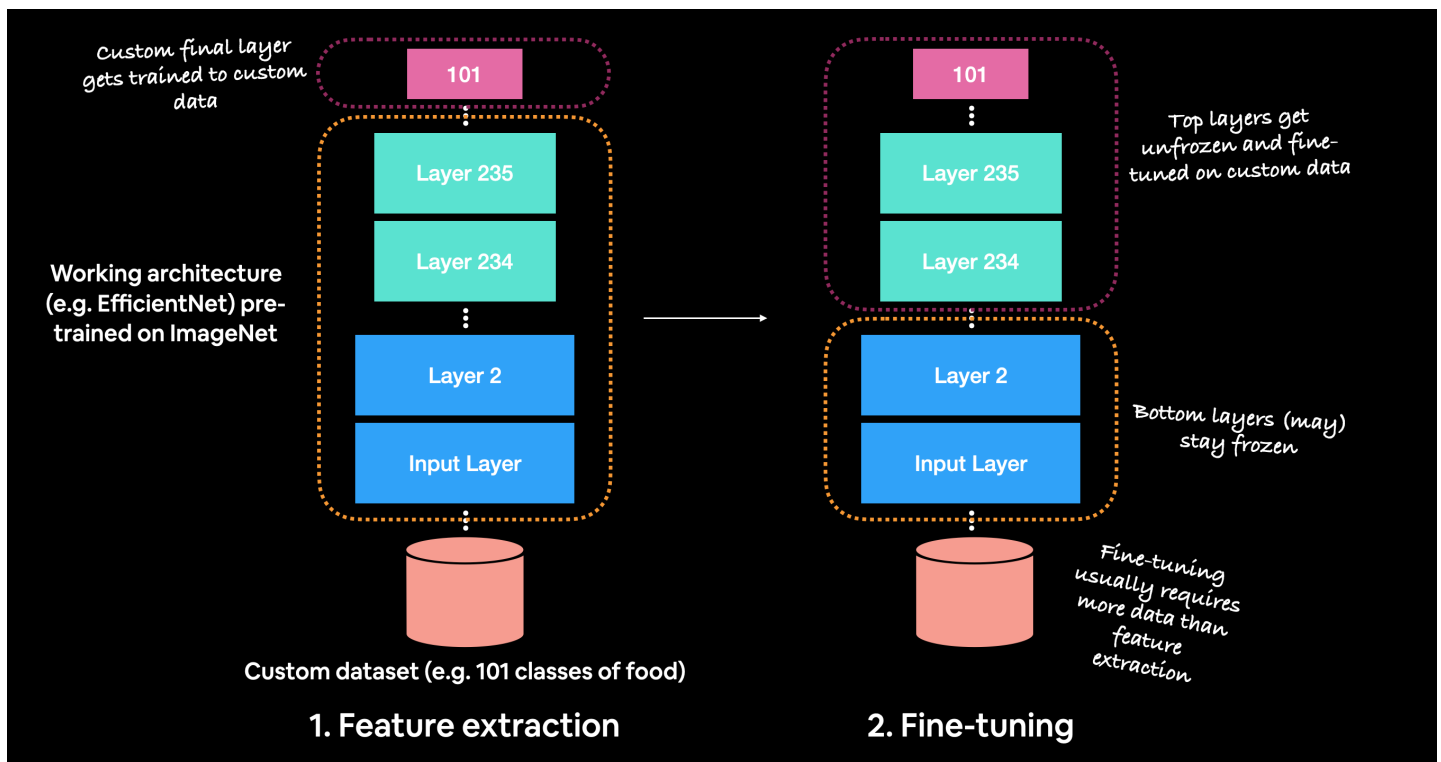 Custom final layer
gets trained to custom
data
101
Layer 235
Layer 234
Working architecture
(e.g. EfficientNet) pre-
trained on ImageNet
Layer 2
Input Layer
Custom dataset (e.g. 101 classes of food)
1. Feature extraction
101
Top layers get
unfrozen and fine-
tuned on custom data
Layer 235
Layer 234
Layer 2
Bottom layers (may)
stay frozen
Input Layer
Fine-tuning
usually requires
more data than
feature
extraction
2. Fine-tuning